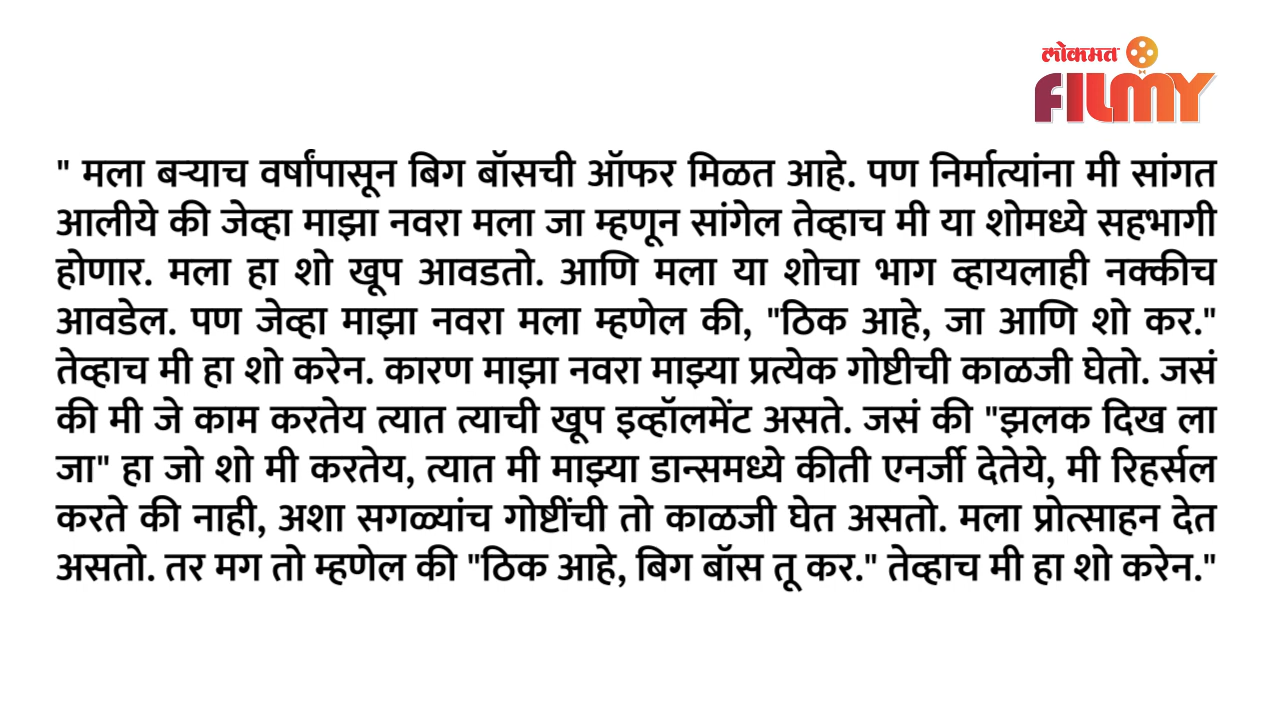 लोकमत
FILMY
" मला बऱ्याच वर्षांपासून बिग बॉसची ऑफर मिळत आहे. पण निर्मात्यांना मी सांगत
आलीये की जेव्हा माझा नवरा मला जा म्हणून सांगेल तेव्हाच मी या शोमध्ये सहभागी
होणार. मला हा शो खूप आवडतो. आणि मला या शोचा भाग व्हायलाही नक्कीच
आवडेल. पण जेव्हा माझा नवरा मला म्हणेल की, "ठिक आहे, जा आणि शो कर."
तेव्हाच मी हा शो करेन. कारण माझा नवरा माझ्या प्रत्येक गोष्टीची काळजी घेतो. जसं
की मी जे काम करतेय त्यात त्याची खूप इव्हॉलमेंट असते. जसं की "झलक दिख ला
जा" हा जो शो मी करतेय, त्यात मी माझ्या डान्समध्ये कीती एनर्जी देतेये, मी रिहर्सल
करते की नाही, अशा सगळ्यांच गोष्टींची तो काळजी घेत असतो. मला प्रोत्साहन देत
असतो. तर मग तो म्हणेल की "ठिक आहे, बिग बॉस तू कर." तेव्हाच मी हा शो करेन."